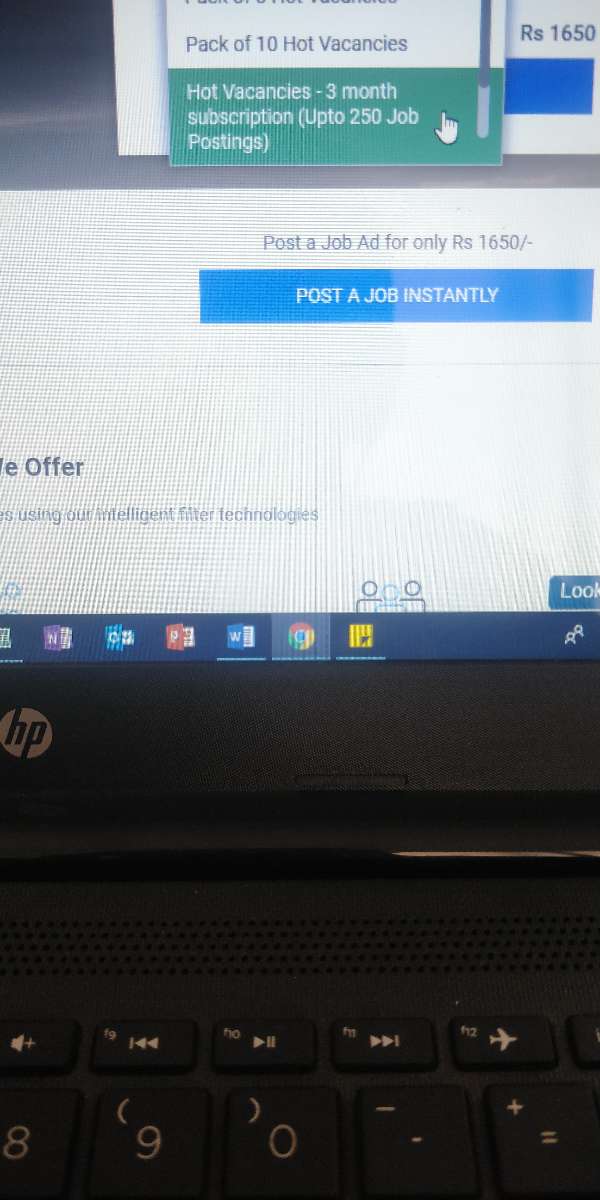 Pack of 10 Hot Vacancies
Rs 1650
Hot Vacancies - 3 month
subscription (Upto 250 Job
Postings)
Post a Job Ad for only Rs 1650/-
POST A JOB INSTANTLY
e Offer
es using our intelligent filter technologies
Look
N
P
W
hp
f9
f10
f11
f12
8
( 9
) 0
- -
+ =